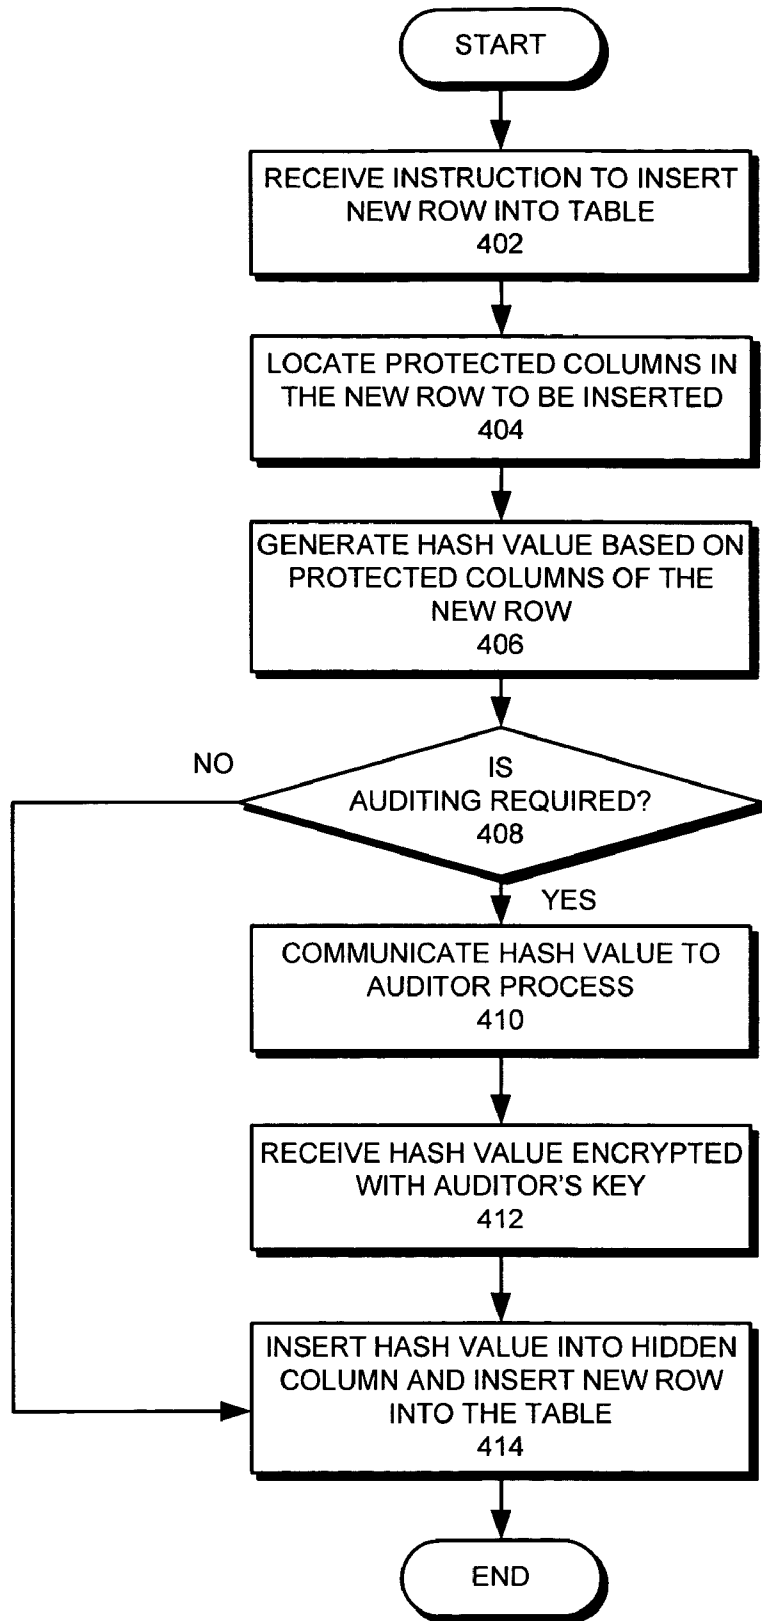 START
RECEIVE INSTRUCTION TO INSERT
NEW ROW INTO TABLE
402
LOCATE PROTECTED COLUMNS IN
THE NEW ROW TO BE INSERTED
404
GENERATE HASH VALUE BASED ON
PROTECTED COLUMNS OF THE
NEW ROW
406
NO
IS
AUDITING REQUIRED?
408
YES
COMMUNICATE HASH VALUE TO
AUDITOR PROCESS
410
RECEIVE HASH VALUE ENCRYPTED
WITH AUDITOR'S KEY
412
INSERT HASH VALUE INTO HIDDEN
COLUMN AND INSERT NEW ROW
INTO THE TABLE
414
END